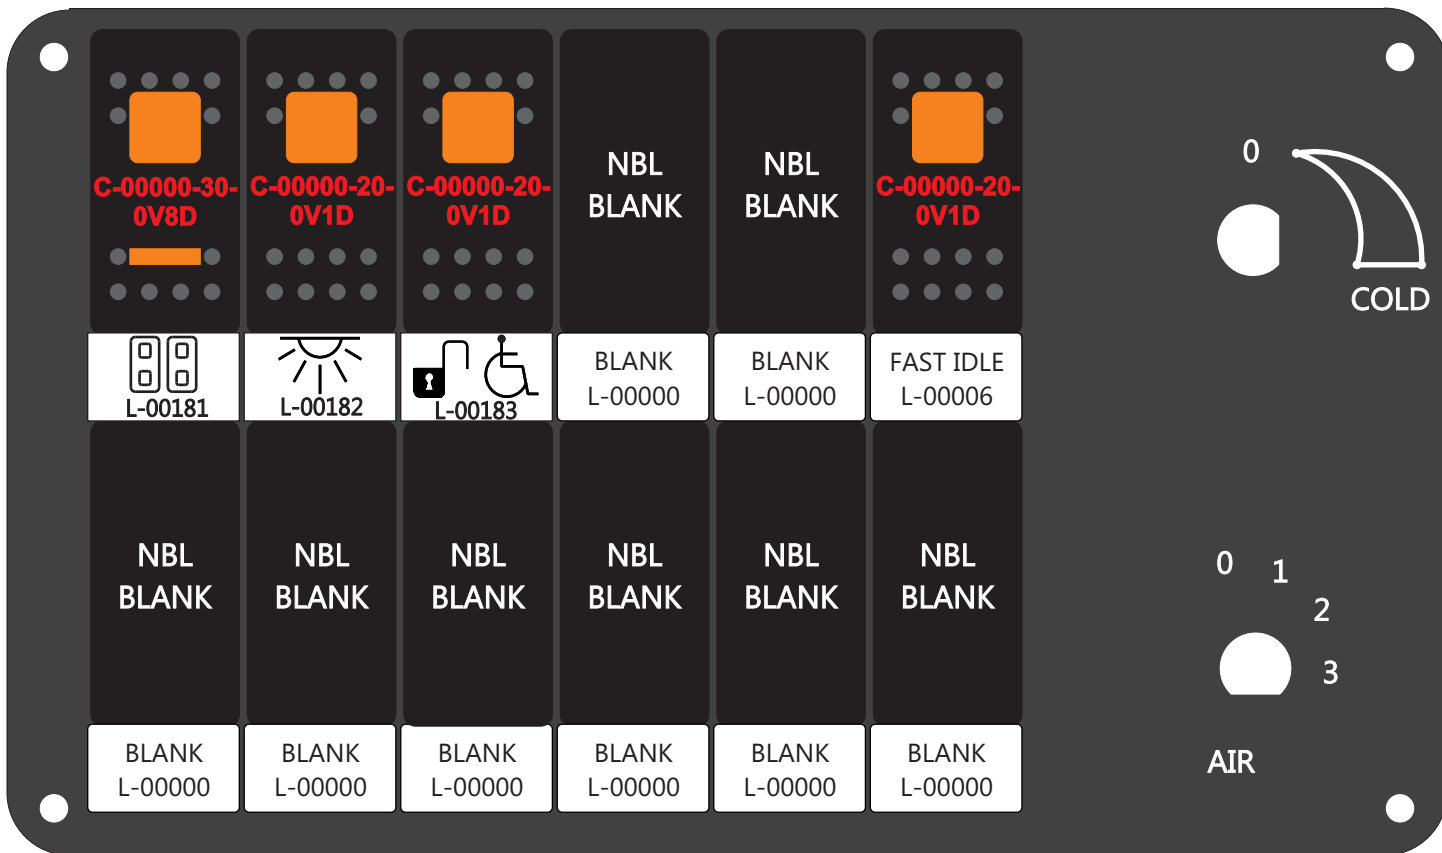 C-00000-30-
0V8D
C-00000-20-
0V1D
C-00000-20-
0V1D
NBL
BLANK
NBL
BLANK
C-00000-20-
0V1D
L-00181
L-00182
L-00183
BLANK
L-00000
BLANK
L-00000
FAST IDLE
L-00006
NBL
BLANK
NBL
BLANK
NBL
BLANK
NBL
BLANK
NBL
BLANK
NBL
BLANK
BLANK
L-00000
BLANK
L-00000
BLANK
L-00000
BLANK
L-00000
BLANK
L-00000
BLANK
L-00000
0
COLD
0
1
2
3
AIR